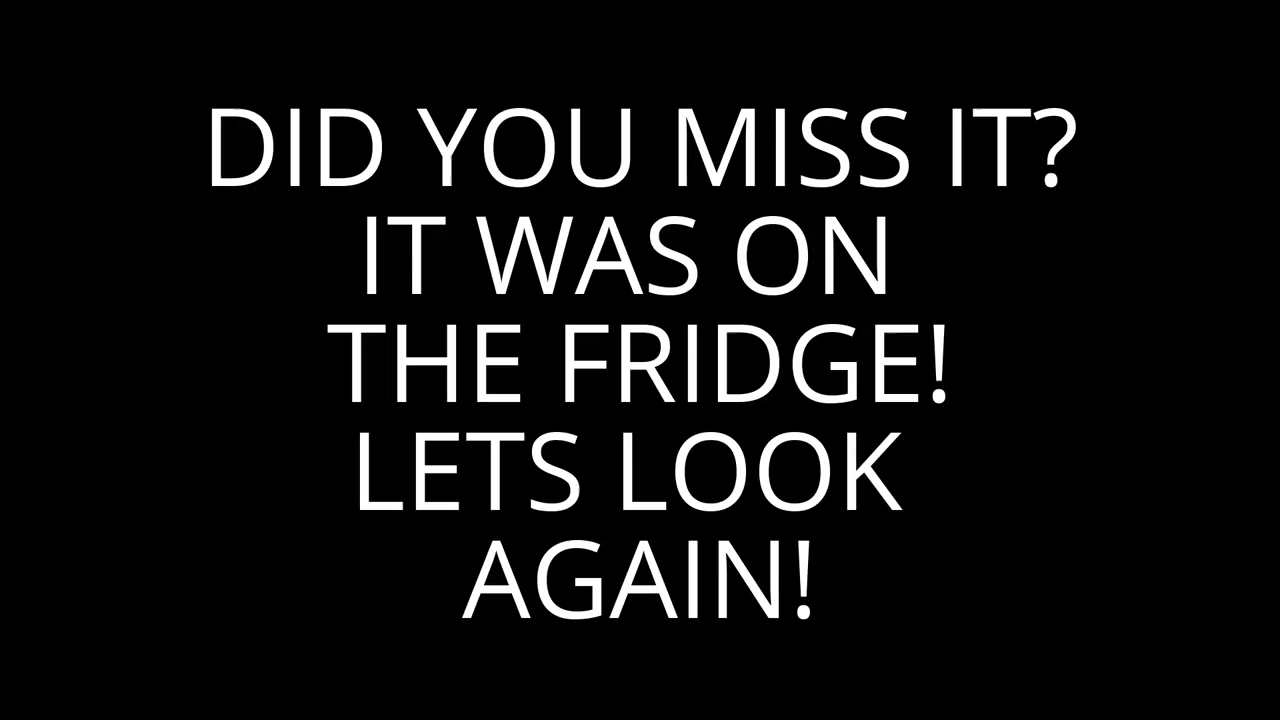 DID YOU MISS IT?
IT WAS ON
THE FRIDGE!
LETS LOOK
AGAIN!